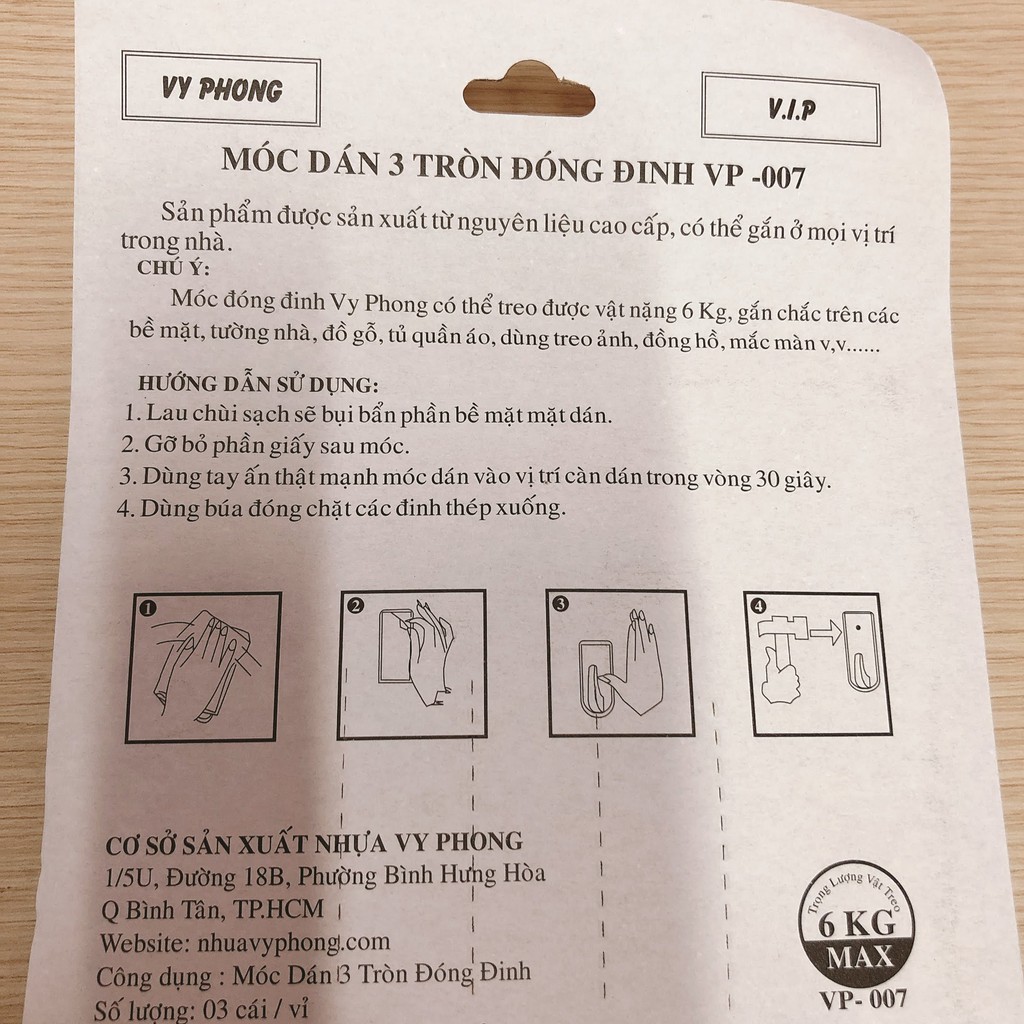 VY PHONG
V.I.P
MÓC DÁN 3 TRÒN ĐÓNG ĐINH VP -007
Sản phẩm được sản xuất từ nguyên liệu cao cấp, có thể gắn ở mọi vị trí
trong nhà.
CHÚ Ý:
Móc đóng đinh Vy Phong có thể treo được vật nặng 6 Kg, gắn chắc trên các
bề mặt, tường nhà, đồ gỗ, tủ quần áo, dùng treo ảnh, đồng hồ, mắc màn v,v......
HƯỚNG DẪN SỬ DỤNG:
1. Lau chùi sạch sẽ bụi bẩn phần bề mặt mặt dán.
2. Gỡ bỏ phần giấy sau móc.
3. Dùng tay ấn thật mạnh móc dán vào vị trí càn dán trong vòng 30 giây.
4. Dùng búa đóng chặt các đinh thép xuống.
1
2
3
4
CƠ SỞ SẢN XUẤT NHỰA VY PHONG
1/5U, Đường 18B, Phường Bình Hưng Hòa
Q Bình Tân, TP.HCM
Website: nhuavyphong.com
Công dụng : Móc Dán 3 Tròn Đóng Đinh
Số lượng: 03 cái / vỉ
Trọng Lượng Vật Treo
6 KG
MAX
VP- 007